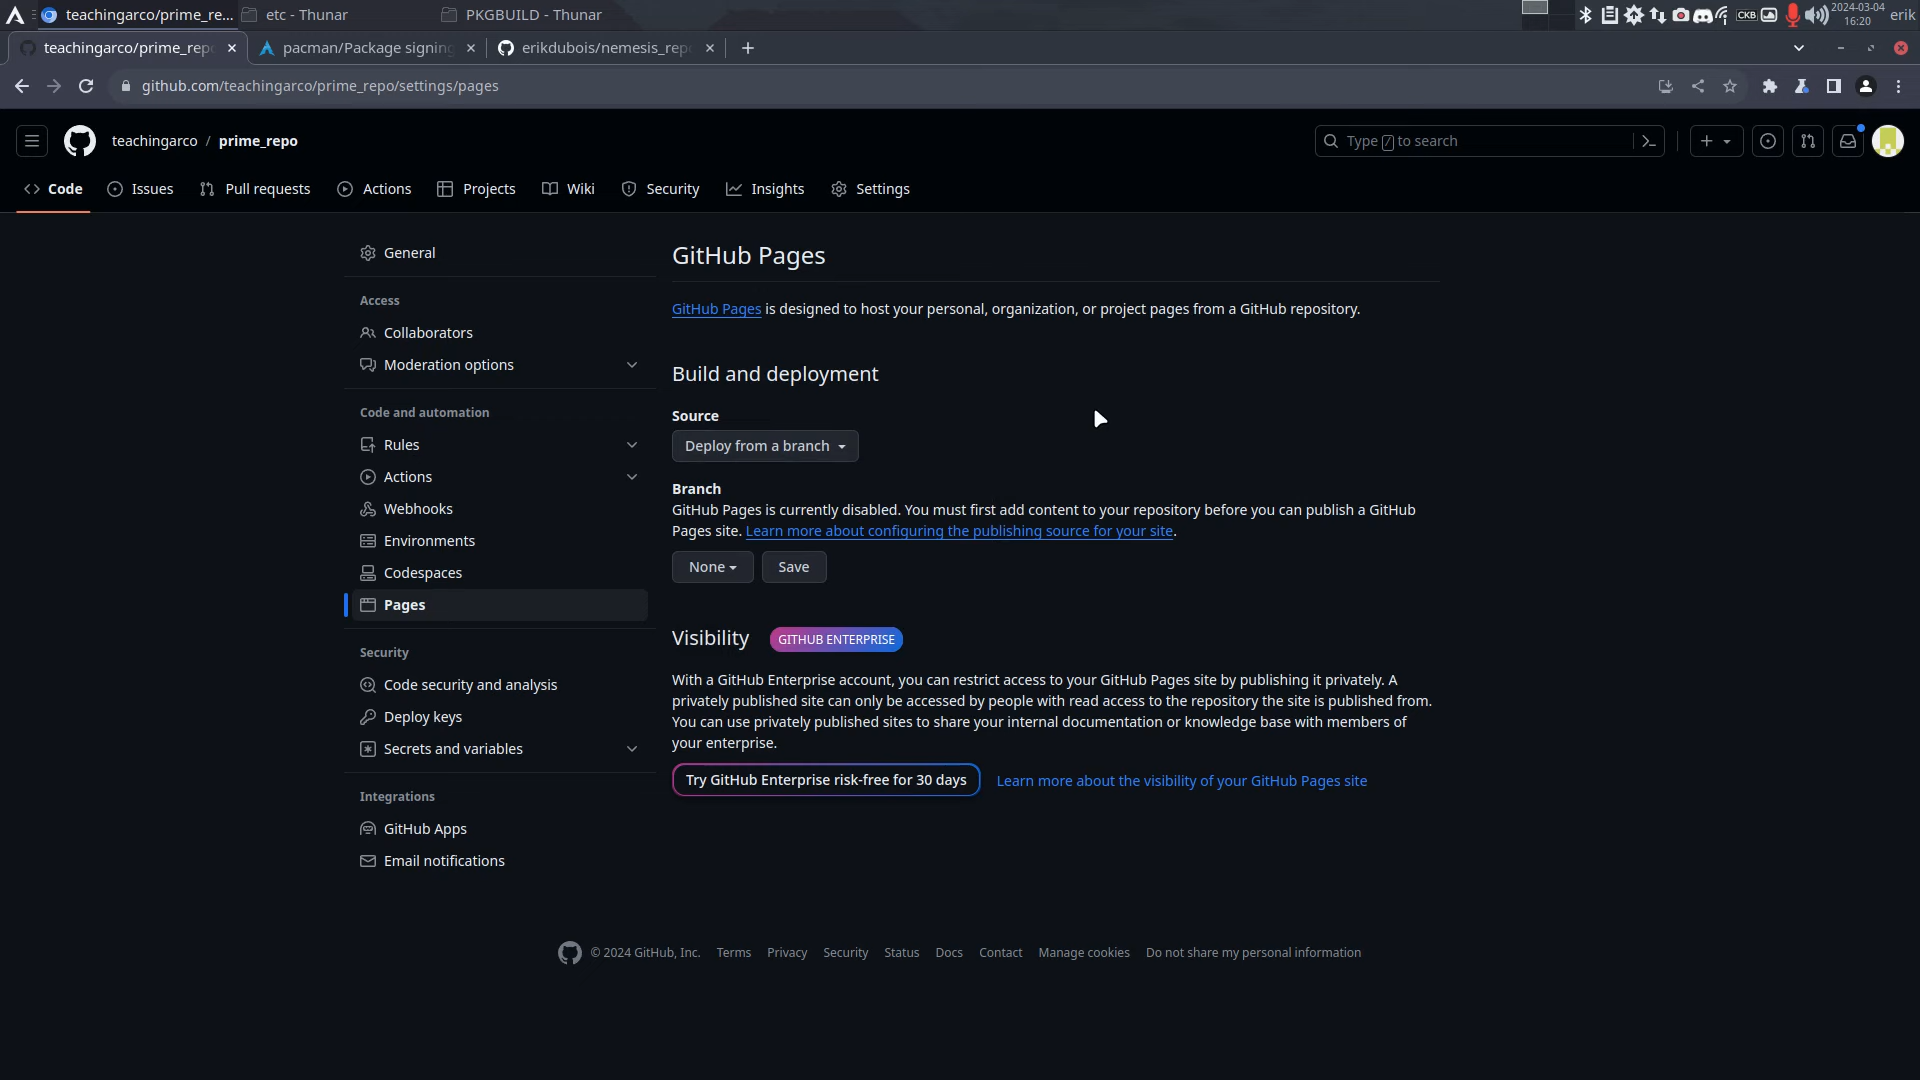 teachingarco/prime_re...
etc - Thunar
PKGBUILD - Thunar
CKB
2024-03-04
16:20
erik
teachingarco/prime_repo
pacman/Package signing
erikdubois/nemesis_repo
github.com/teachingarco/prime_repo/settings/pages
teachingarco / prime_repo
Type / to search
Code
Issues
Pull requests
Actions
Projects
Wiki
Security
Insights
Settings
General
Access
Collaborators
Moderation options
Code and automation
Rules
Actions
Webhooks
Environments
Codespaces
Pages
Security
Code security and analysis
Deploy keys
Secrets and variables
Integrations
GitHub Apps
Email notifications
GitHub Pages
GitHub Pages is designed to host your personal, organization, or project pages from a GitHub repository.
Build and deployment
Source
Deploy from a branch
Branch
GitHub Pages is currently disabled. You must first add content to your repository before you can publish a GitHub
Pages site. Learn more about configuring the publishing source for your site.
None
Save
Visibility
GITHUB ENTERPRISE
With a GitHub Enterprise account, you can restrict access to your GitHub Pages site by publishing it privately. A
privately published site can only be accessed by people with read access to the repository the site is published from.
You can use privately published sites to share your internal documentation or knowledge base with members of
your enterprise.
Try GitHub Enterprise risk-free for 30 days
Learn more about the visibility of your GitHub Pages site
© 2024 GitHub, Inc.
Terms
Privacy
Security
Status
Docs
Contact
Manage cookies
Do not share my personal information